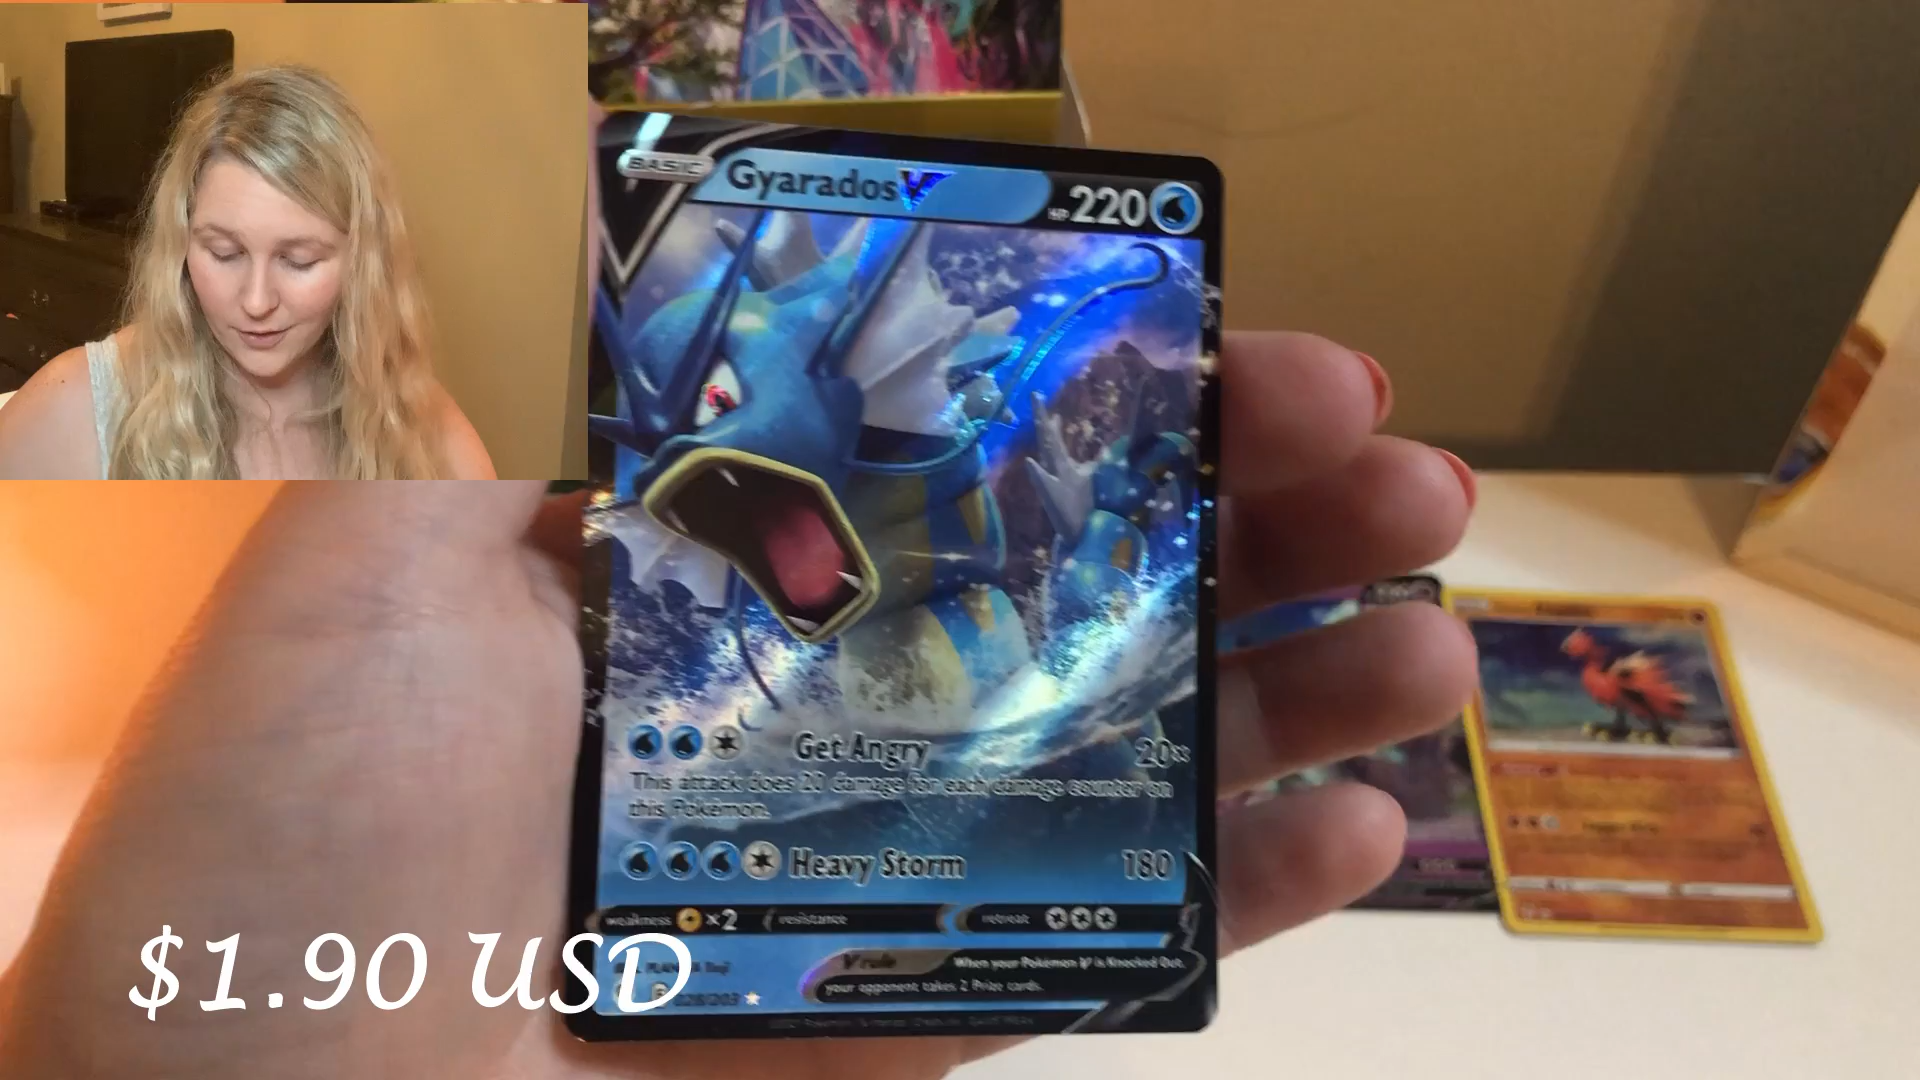 BASIC
Gyarados V
HP 220
Get Angry 20×
This attack does 20 damage for each damage counter on
this Pokémon.
Heavy Storm 180
weakness ×2 resistance retreat
V rule When your Pokémon V is Knocked Out,
your opponent takes 2 Prize cards.
028/203
$1.90 USD